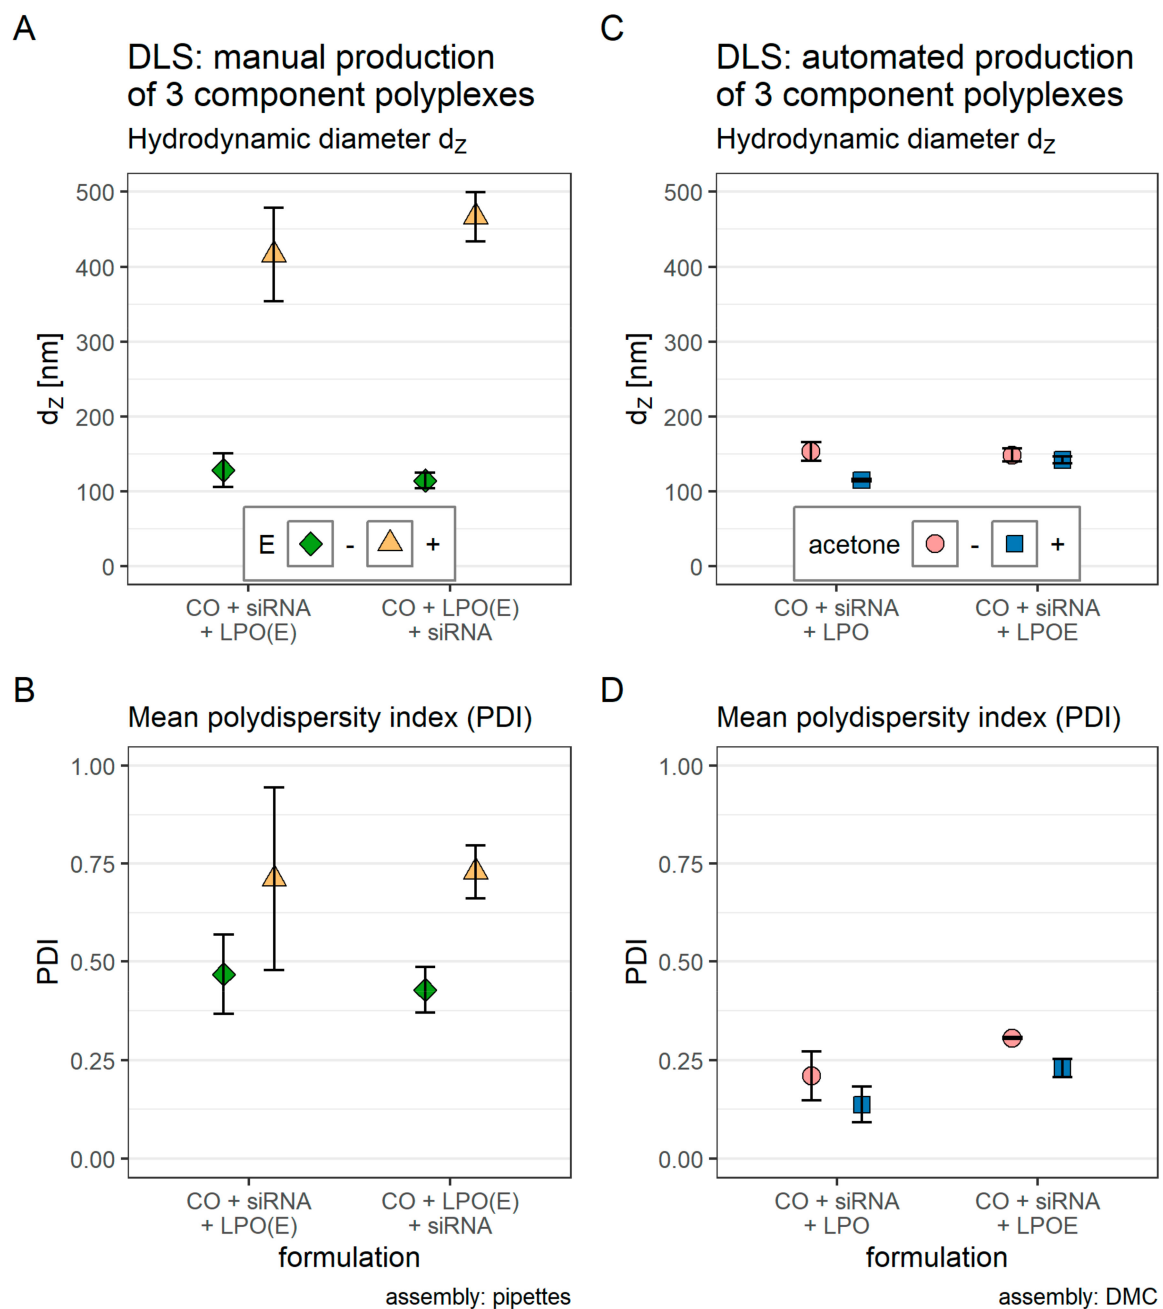 A
DLS: manual production
of 3 component polyplexes
Hydrodynamic diameter dZ
500
400
300
200
100
0
dZ [nm]
E - +
CO + siRNA
+ LPO(E)
CO + LPO(E)
+ siRNA
B
Mean polydispersity index (PDI)
1.00
0.75
0.50
0.25
0.00
PDI
CO + siRNA
+ LPO(E)
CO + LPO(E)
+ siRNA
formulation
assembly: pipettes
C
DLS: automated production
of 3 component polyplexes
Hydrodynamic diameter dZ
500
400
300
200
100
0
dZ [nm]
acetone - +
CO + siRNA
+ LPO
CO + siRNA
+ LPOE
D
Mean polydispersity index (PDI)
1.00
0.75
0.50
0.25
0.00
PDI
CO + siRNA
+ LPO
CO + siRNA
+ LPOE
formulation
assembly: DMC